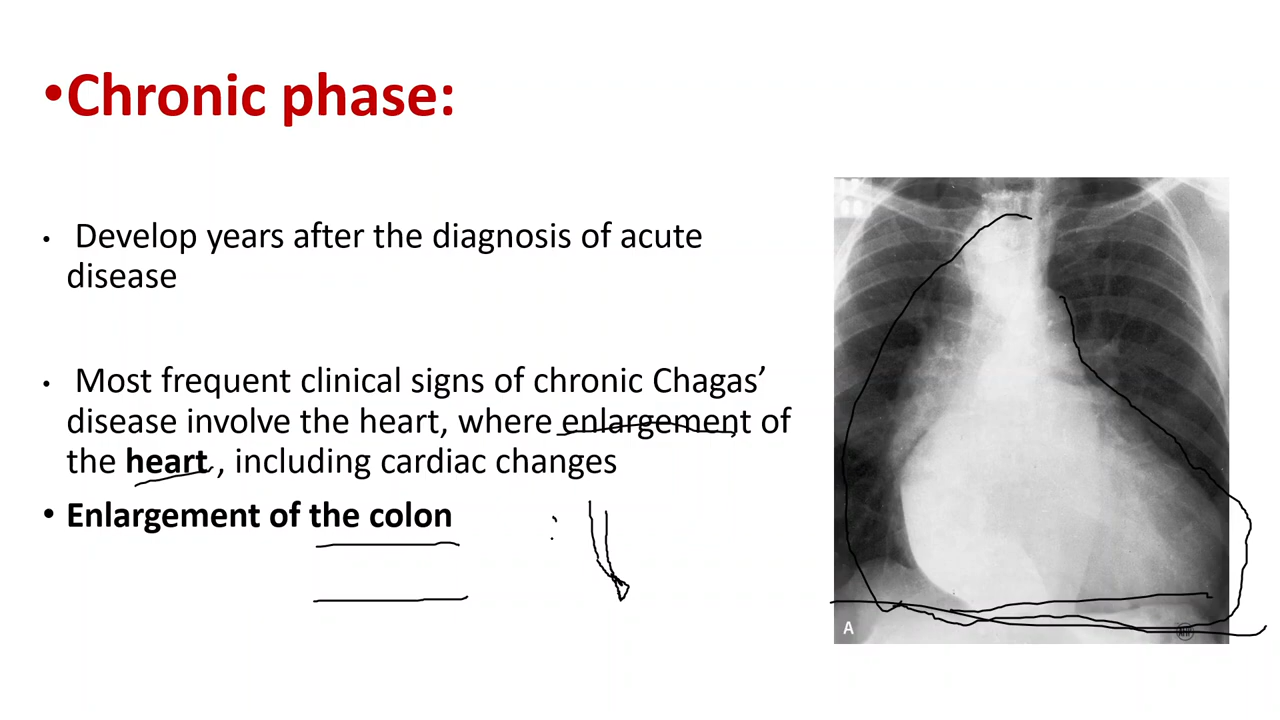 •Chronic phase:
• Develop years after the diagnosis of acute
disease
• Most frequent clinical signs of chronic Chagas’
disease involve the heart, where enlargement of
the heart , including cardiac changes
• Enlargement of the colon
A